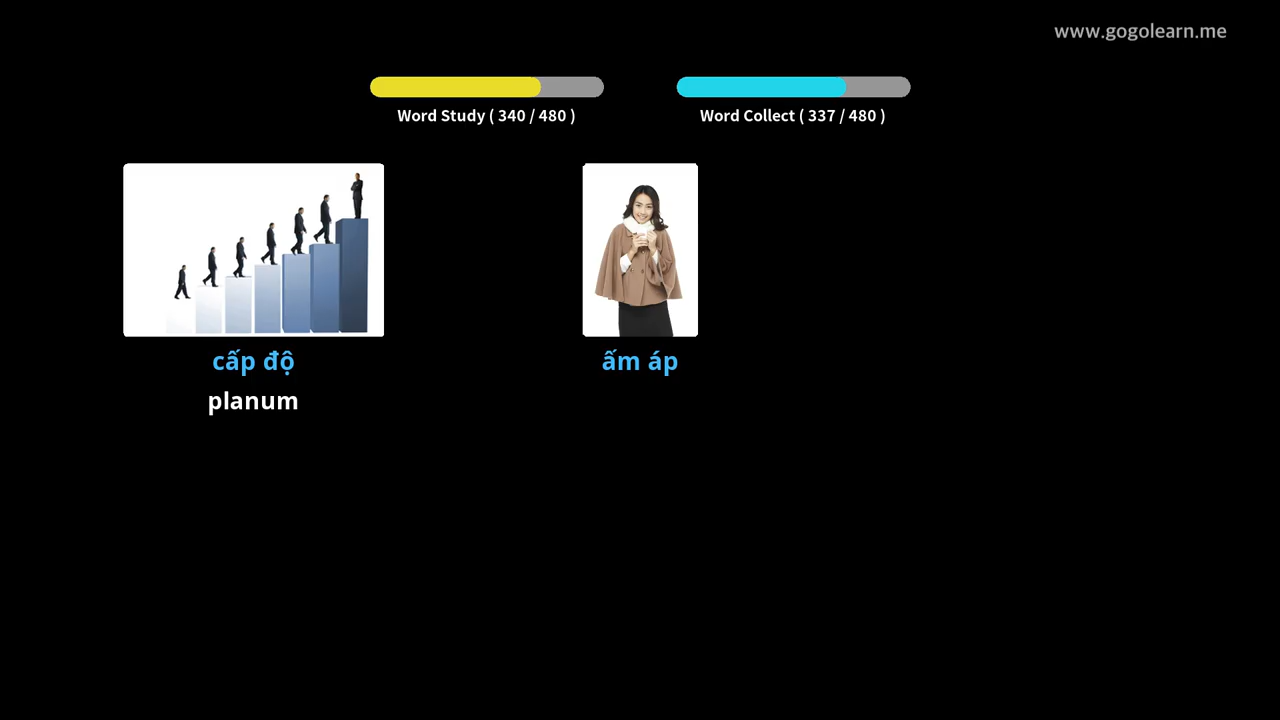 www.gogolearn.me
Word Study ( 340 / 480 )
Word Collect ( 337 / 480 )
cấp độ
planum
ấm áp